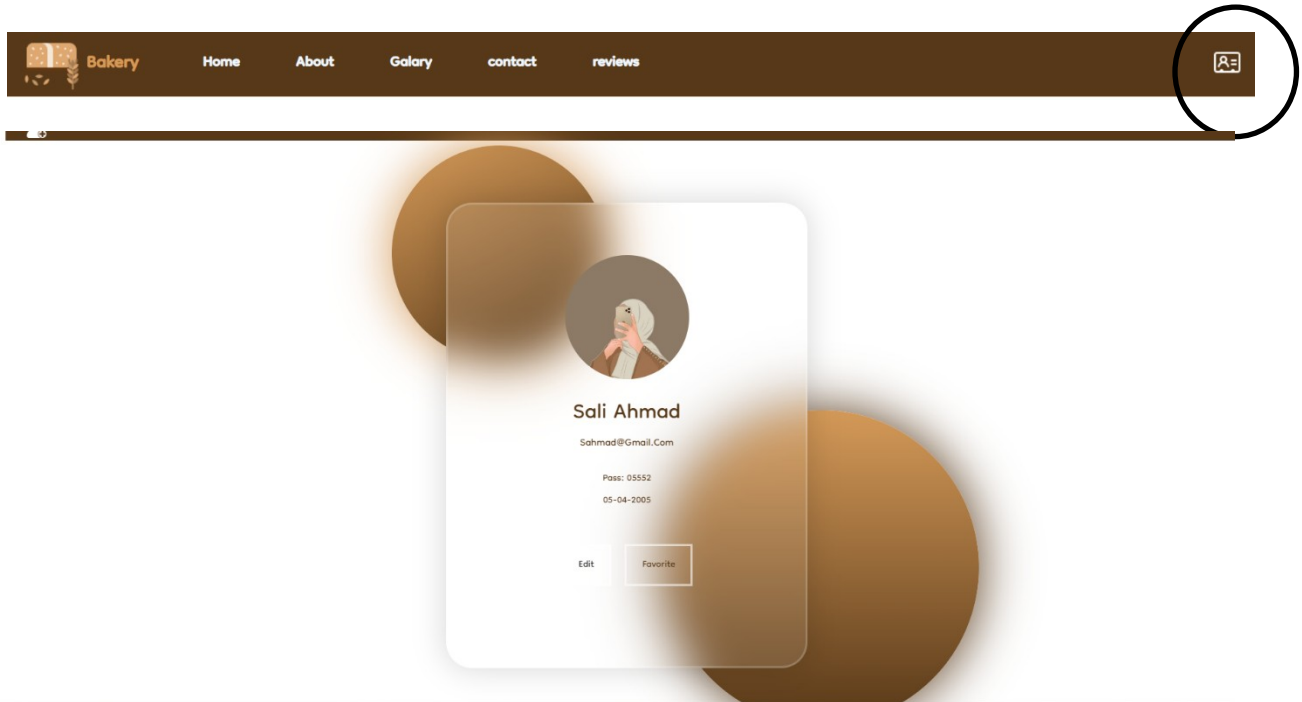 Bakery Home About Galary contact reviews
Sali Ahmad
Sahmad@Gmail.Com
Pass: 05552
05-04-2005
Edit Favorite